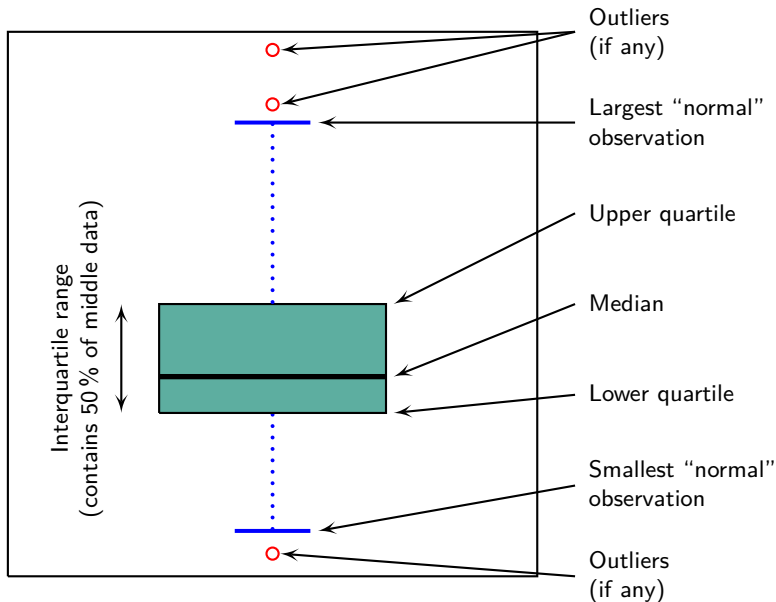 Outliers
(if any)
Largest “normal”
observation
Upper quartile
Median
Lower quartile
Smallest “normal”
observation
Outliers
(if any)
Interquartile range
(contains 50 % of middle data)